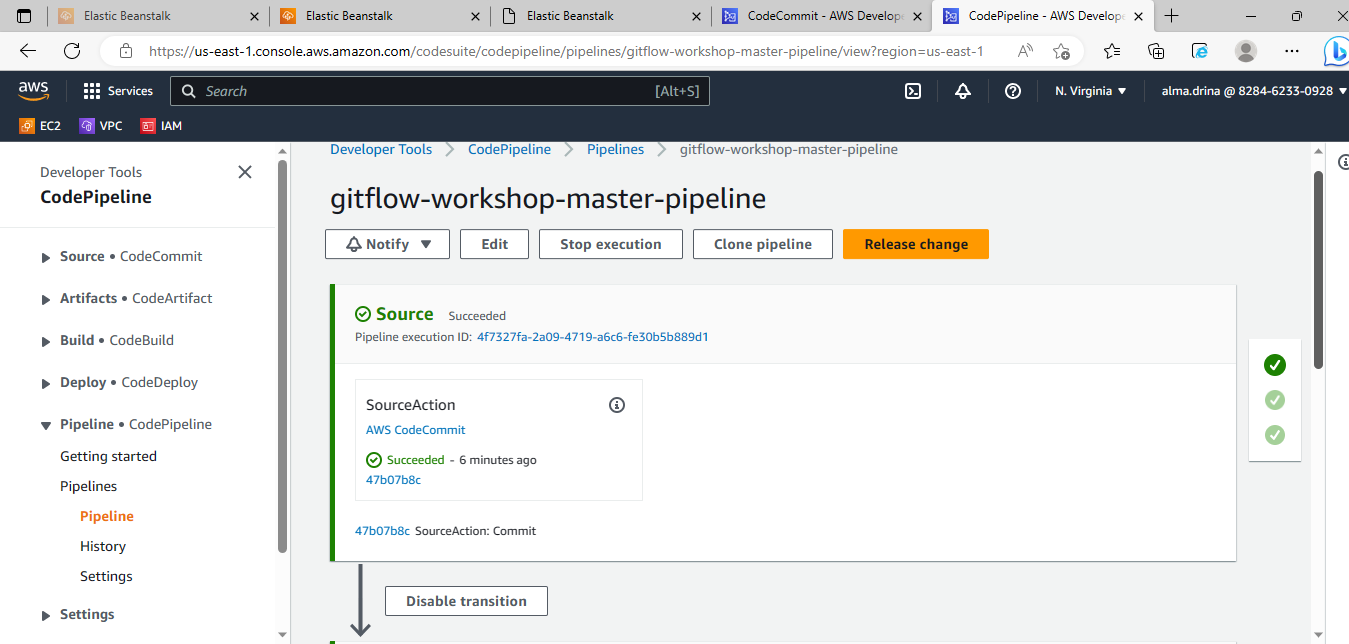 Elastic Beanstalk
Elastic Beanstalk
Elastic Beanstalk
CodeCommit - AWS Develope
CodePipeline - AWS Develope
https://us-east-1.console.aws.amazon.com/codesuite/codepipeline/pipelines/gitflow-workshop-master-pipeline/view?region=us-east-1
aws
Services
Search
[Alt+S]
N. Virginia
alma.drina @ 8284-6233-0928
EC2
VPC
IAM
Developer Tools
CodePipeline
Source • CodeCommit
Artifacts • CodeArtifact
Build • CodeBuild
Deploy • CodeDeploy
Pipeline • CodePipeline
Getting started
Pipelines
Pipeline
History
Settings
Settings
Developer Tools
CodePipeline
Pipelines
gitflow-workshop-master-pipeline
gitflow-workshop-master-pipeline
Notify
Edit
Stop execution
Clone pipeline
Release change
Source Succeeded
Pipeline execution ID: 4f7327fa-2a09-4719-a6c6-fe30b5b889d1
SourceAction
AWS CodeCommit
Succeeded - 6 minutes ago
47b07b8c
47b07b8c SourceAction: Commit
Disable transition